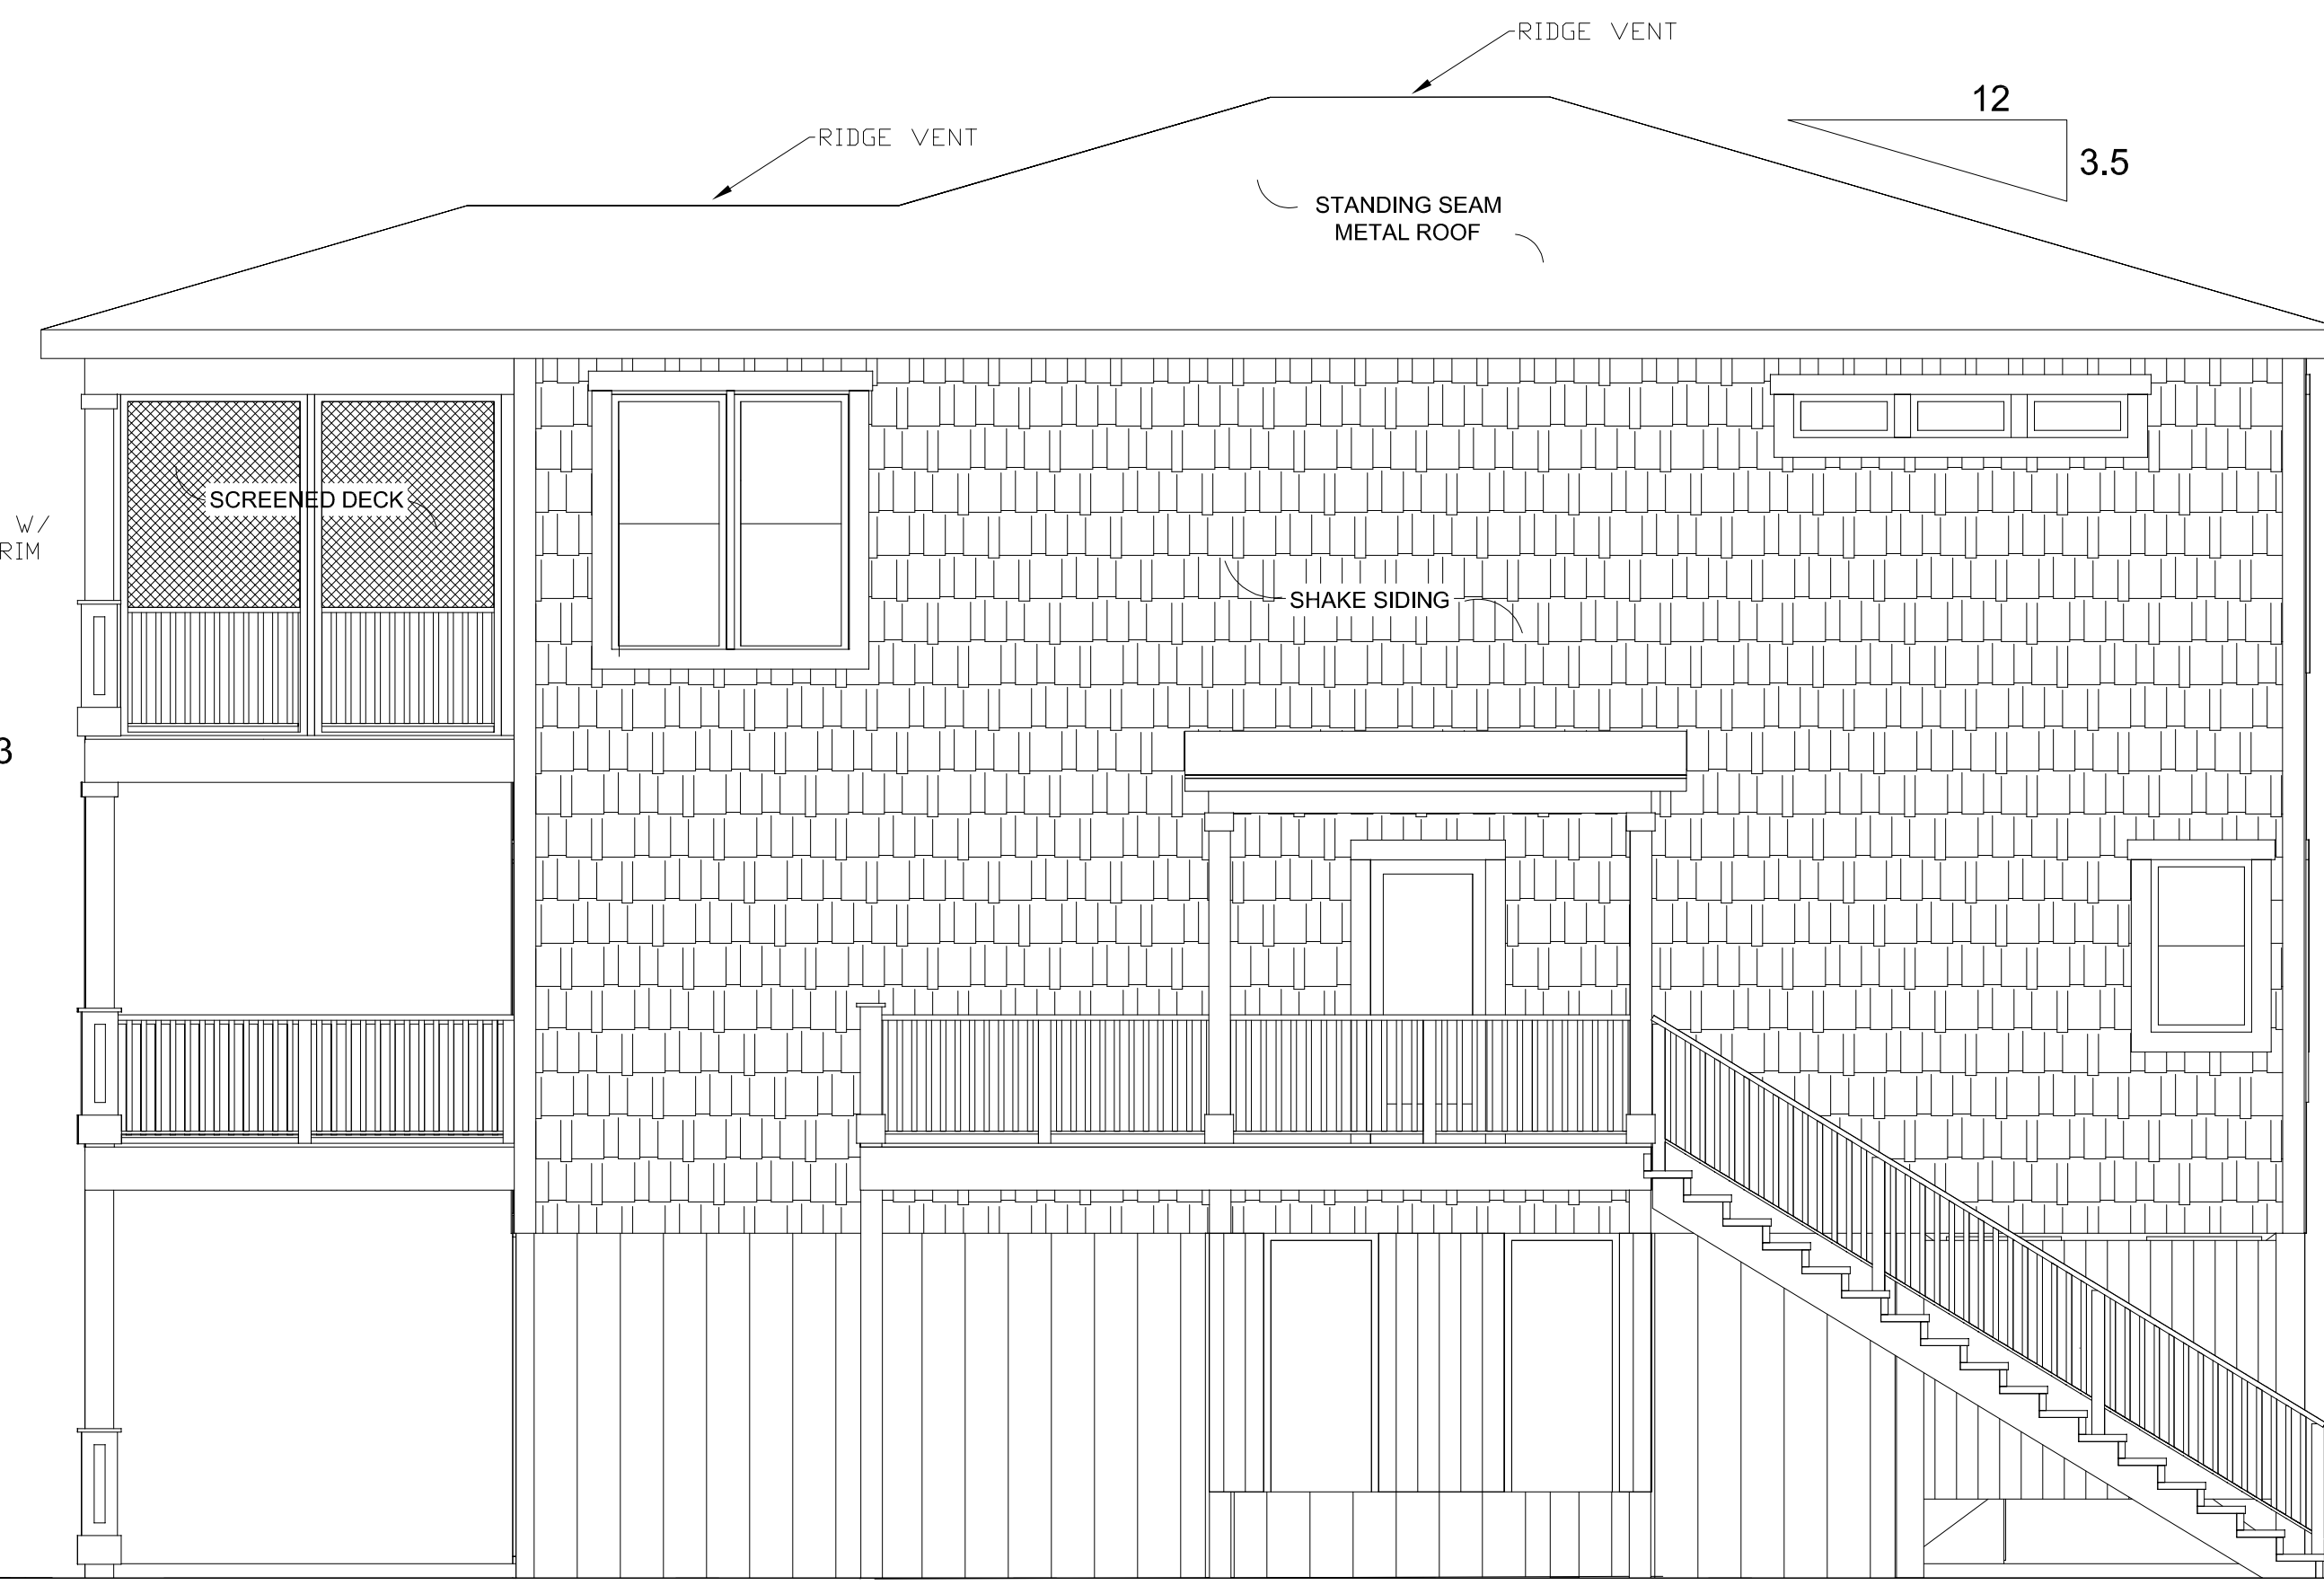 RIDGE VENT
12
RIDGE VENT
3.5
STANDING SEAM
METAL ROOF
SCREENED DECK
W/
RIM
SHAKE SIDING
3